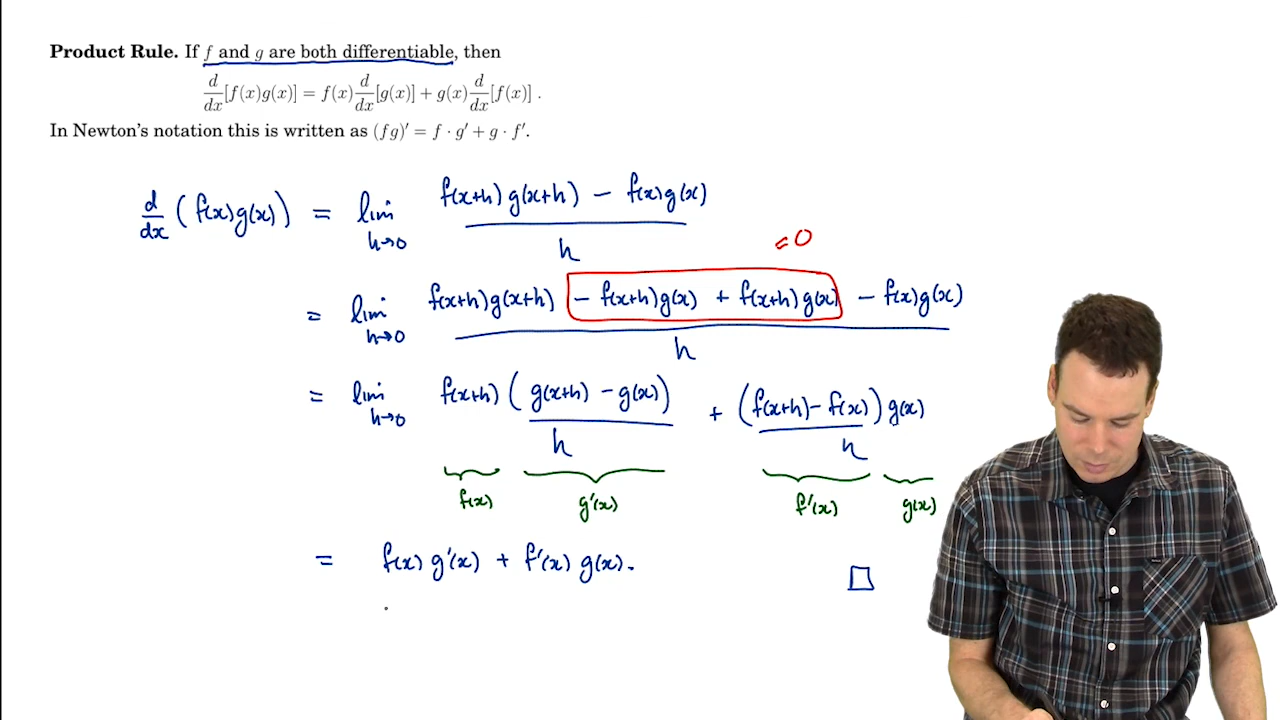 Product Rule. If f and g are both differentiable, then
d/dx [f(x)g(x)] = f(x) d/dx [g(x)] + g(x) d/dx [f(x)] .
In Newton's notation this is written as (fg)′ = f · g′ + g · f′.
d/dx (f(x)g(x)) = lim h→0 f(x+h)g(x+h) − f(x)g(x) / h
= 0
= lim h→0 f(x+h)g(x+h) − f(x+h)g(x) + f(x+h)g(x) − f(x)g(x) / h
= lim h→0 f(x+h) (g(x+h) − g(x)) / h + (f(x+h) − f(x)) / h g(x)
f(x) g′(x) f′(x) g(x)
= f(x) g′(x) + f′(x) g(x). □